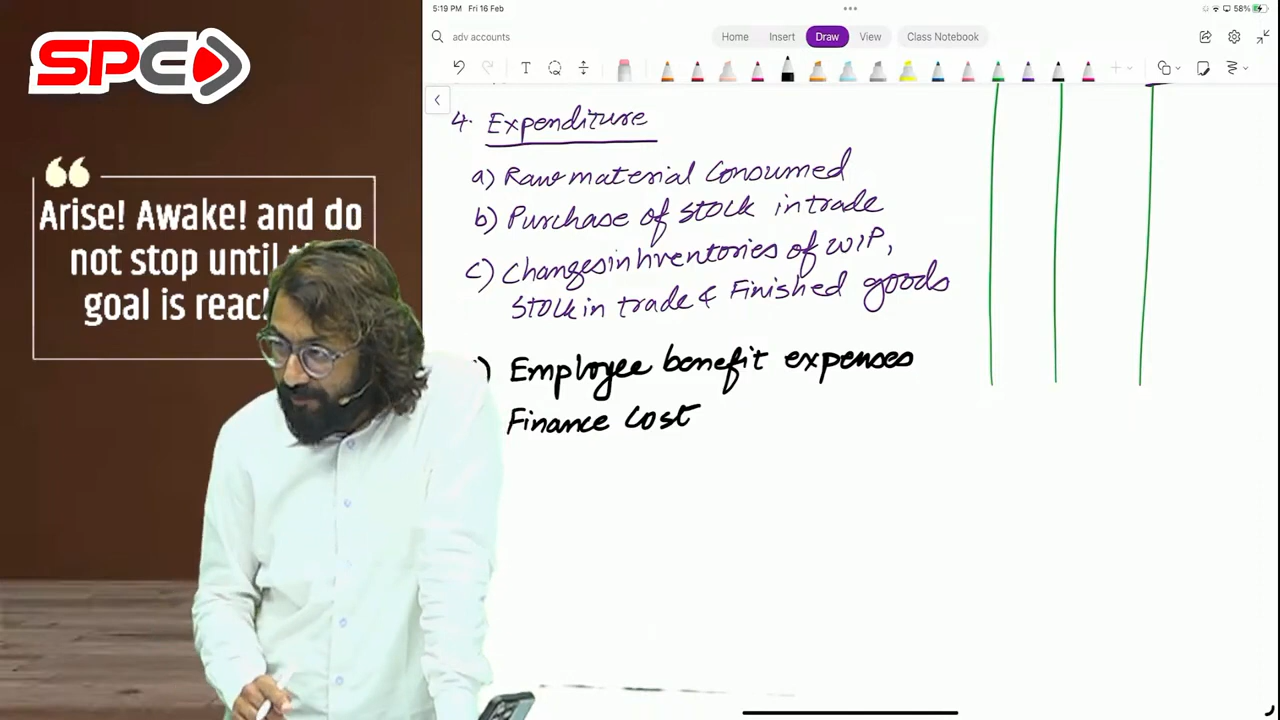 5:19 PM Fri 16 Feb
58%
SPE
adv accounts
Home Insert Draw View Class Notebook
T
“
Arise! Awake! and do
not stop until
goal is
4. Expenditure
a) Raw material Consumed
b) Purchase of stock in trade
c) Changes in Inventories of WIP,
Stock in trade & Finished goods
) Employee benefit expenses
Finance Cost